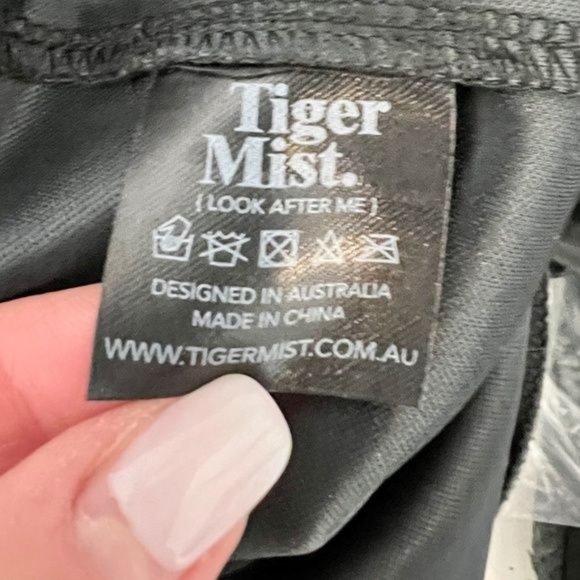 Tiger
Mist.
[ LOOK AFTER ME ]
DESIGNED IN AUSTRALIA
MADE IN CHINA
WWW.TIGERMIST.COM.AU